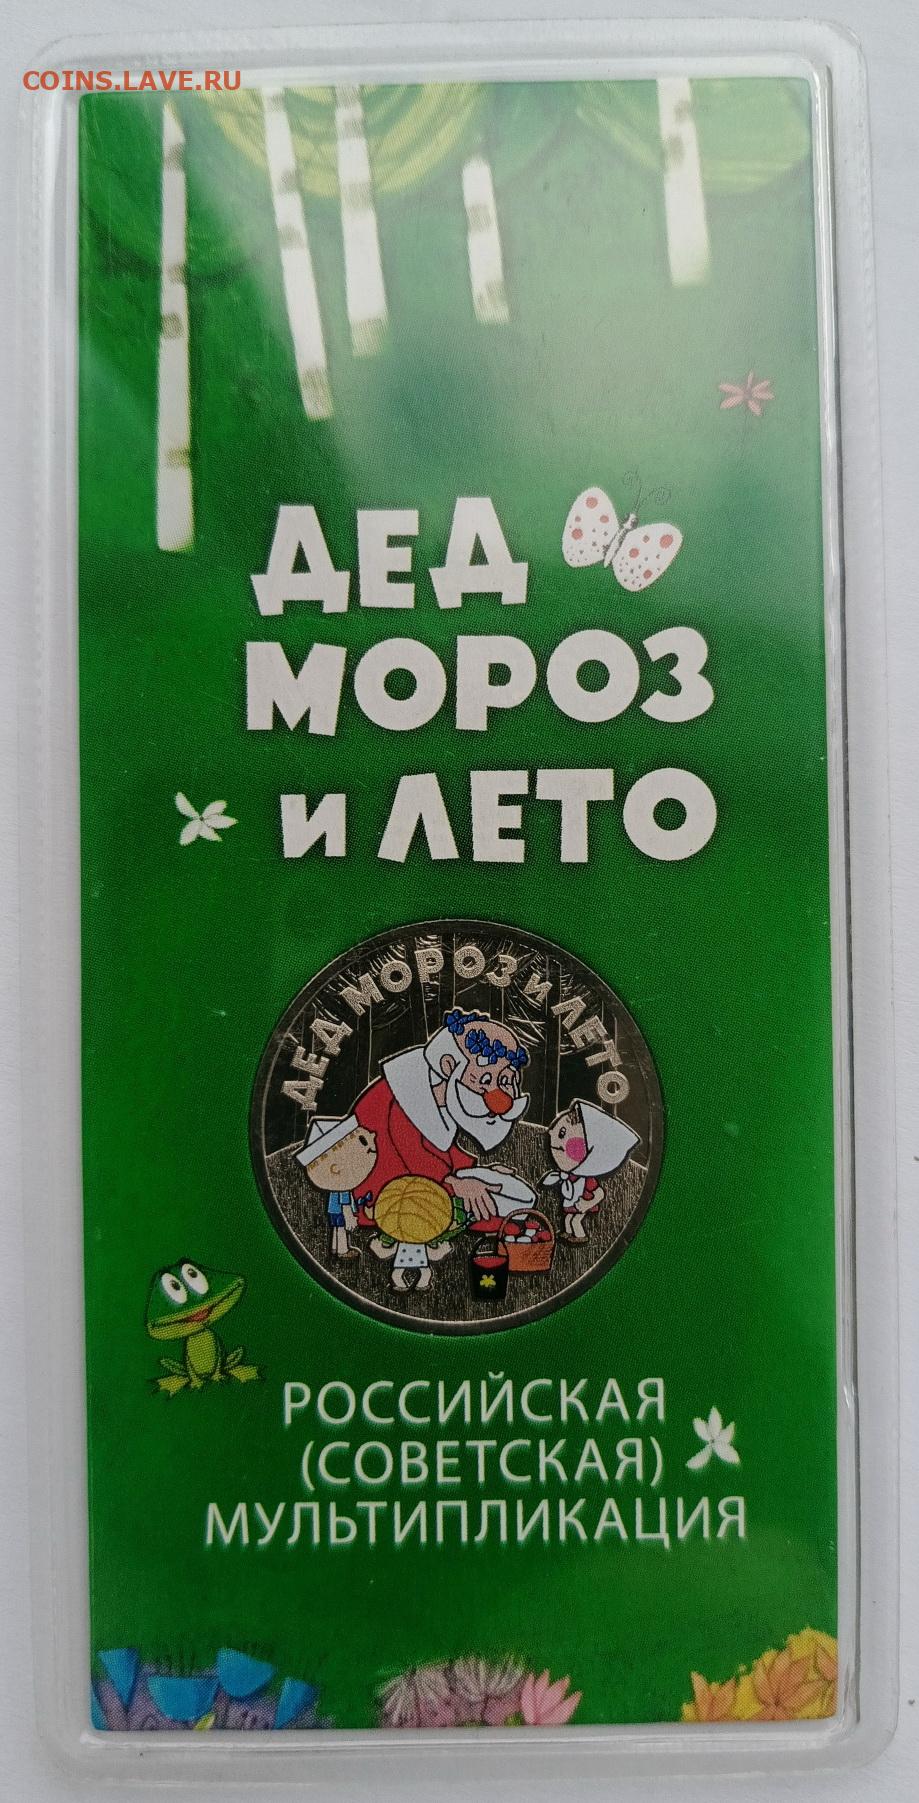 COINS.LAVE.RU
ДЕД
МОРОЗ
И ЛЕТО
ДЕД МОРОЗ И ЛЕТО
РОССИЙСКАЯ
(СОВЕТСКАЯ)
МУЛЬТИПЛИКАЦИЯ